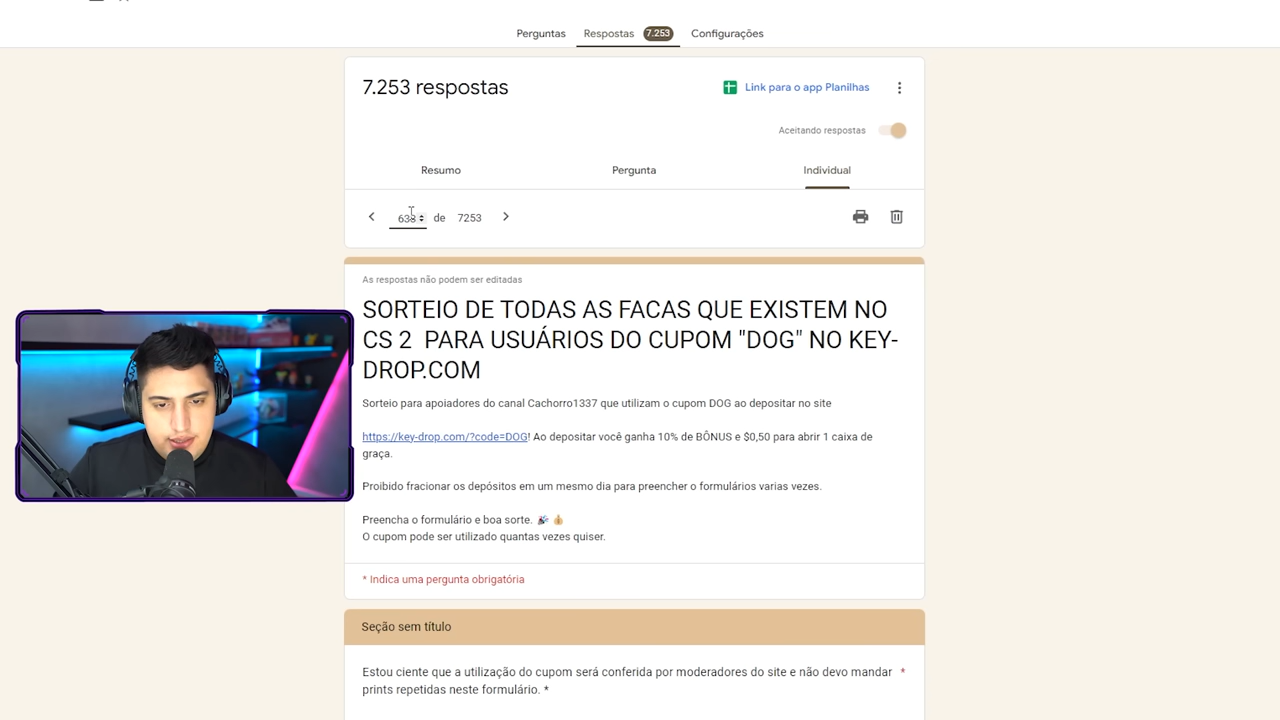 Perguntas Respostas 7.253 Configurações
7.253 respostas
Link para o app Planilhas
Aceitando respostas
Resumo Pergunta Individual
633 de 7253
As respostas não podem ser editadas
SORTEIO DE TODAS AS FACAS QUE EXISTEM NO
CS 2 PARA USUÁRIOS DO CUPOM "DOG" NO KEY-
DROP.COM
Sorteio para apoiadores do canal Cachorro1337 que utilizam o cupom DOG ao depositar no site
https://key-drop.com/?code=DOG! Ao depositar você ganha 10% de BÔNUS e $0,50 para abrir 1 caixa de
graça.
Proibido fracionar os depósitos em um mesmo dia para preencher o formulários varias vezes.
Preencha o formulário e boa sorte. 🎉 👍
O cupom pode ser utilizado quantas vezes quiser.
* Indica uma pergunta obrigatória
Seção sem título
Estou ciente que a utilização do cupom será conferida por moderadores do site e não devo mandar *
prints repetidas neste formulário. *